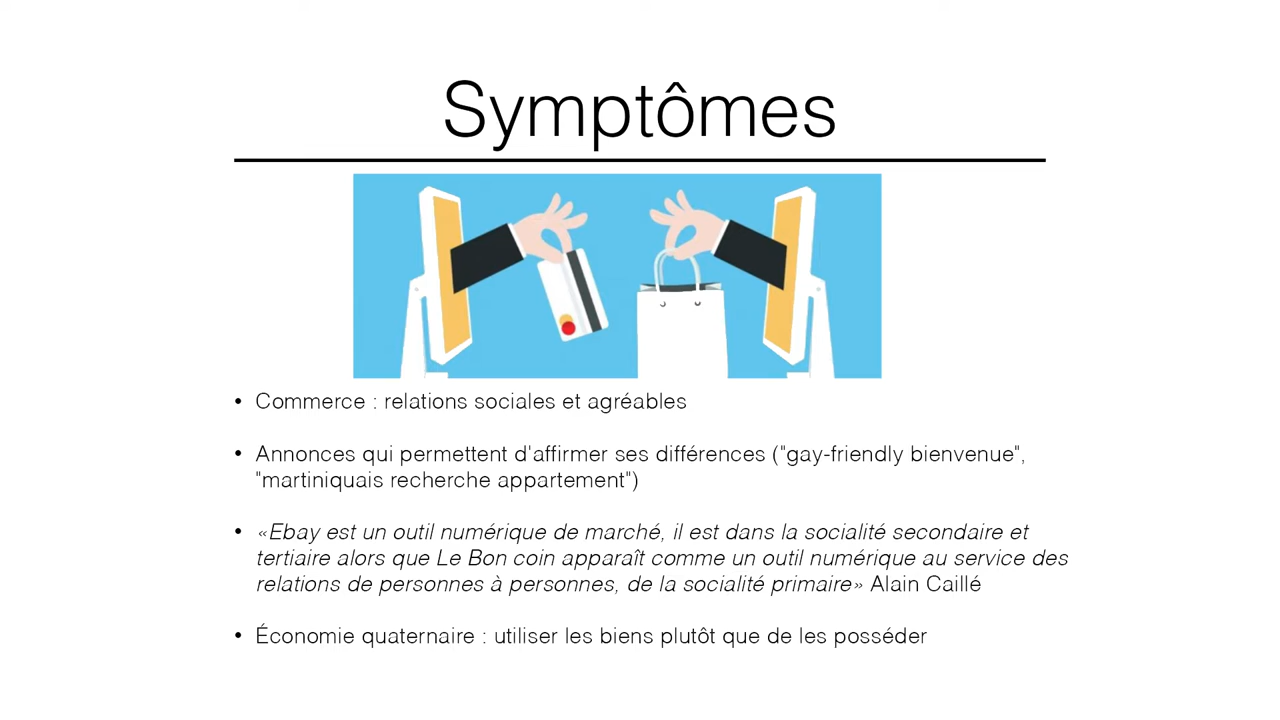 Symptômes
• Commerce : relations sociales et agréables
• Annonces qui permettent d'affirmer ses différences ("gay-friendly bienvenue",
"martiniquais recherche appartement")
• «Ebay est un outil numérique de marché, il est dans la socialité secondaire et
tertiaire alors que Le Bon coin apparaît comme un outil numérique au service des
relations de personnes à personnes, de la socialité primaire» Alain Caillé
• Économie quaternaire : utiliser les biens plutôt que de les posséder